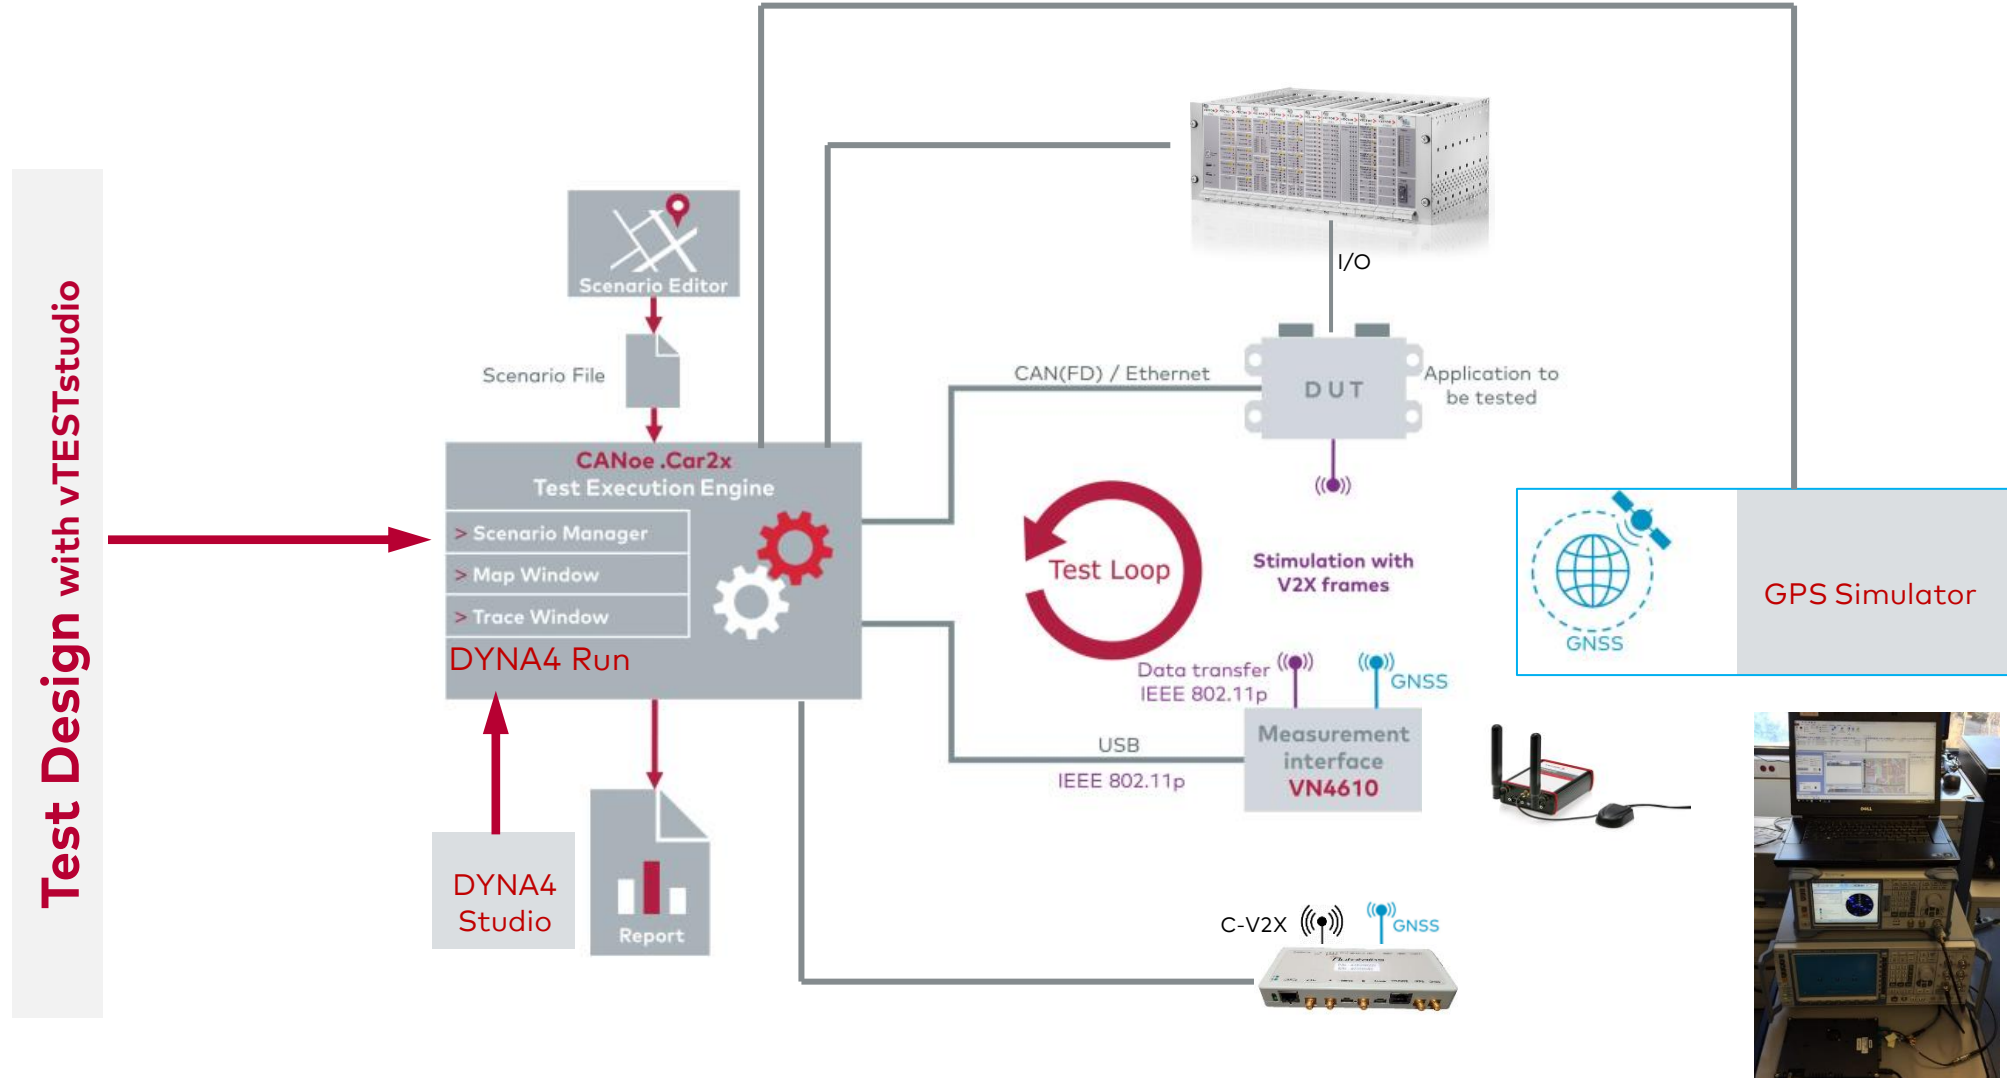 Test Design with vTESTstudio
Scenario Editor
Scenario File
CANoe .Car2x
Test Execution Engine
> Scenario Manager
> Map Window
> Trace Window
DYNA4 Run
DYNA4
Studio
Report
I/O
CAN(FD) / Ethernet
DUT
Application to
be tested
Test Loop
Stimulation with
V2X frames
Data transfer
IEEE 802.11p
GNSS
USB
IEEE 802.11p
Measurement
interface
VN4610
C-V2X
GNSS
GNSS
GPS Simulator
DELL